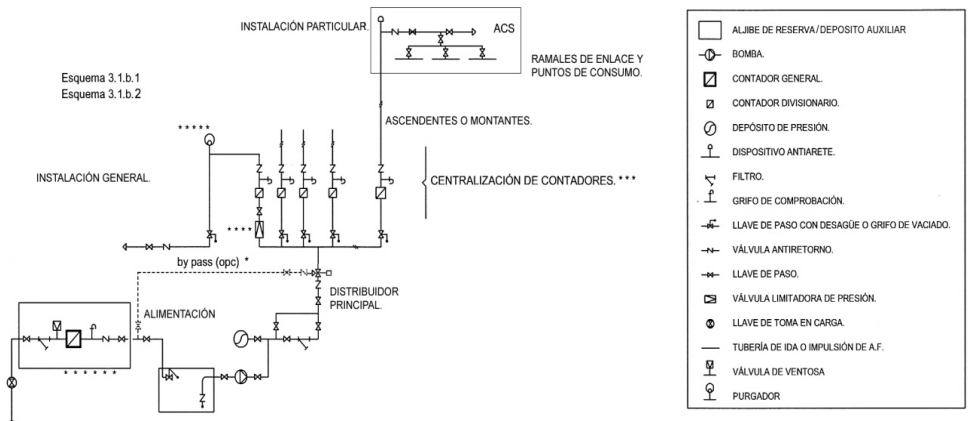 INSTALACIÓN PARTICULAR.
ACS
RAMALES DE ENLACE Y
PUNTOS DE CONSUMO.
Esquema 3.1.b.1
Esquema 3.1.b.2
ASCENDENTES O MONTANTES.
* * * * *
INSTALACIÓN GENERAL.
CENTRALIZACIÓN DE CONTADORES. * * *
* * * *
by pass (opc) *
DISTRIBUIDOR
PRINCIPAL.
ALIMENTACIÓN
* * * * * *
ALJIBE DE RESERVA/DEPOSITO AUXILIAR
BOMBA.
CONTADOR GENERAL.
CONTADOR DIVISIONARIO.
DEPÓSITO DE PRESIÓN.
DISPOSITIVO ANTIARETE.
FILTRO.
GRIFO DE COMPROBACIÓN.
LLAVE DE PASO CON DESAGÜE O GRIFO DE VACIADO.
VÁLVULA ANTIRETORNO.
LLAVE DE PASO.
VÁLVULA LIMITADORA DE PRESIÓN.
LLAVE DE TOMA EN CARGA.
TUBERÍA DE IDA O IMPULSIÓN DE A.F.
VÁLVULA DE VENTOSA
PURGADOR